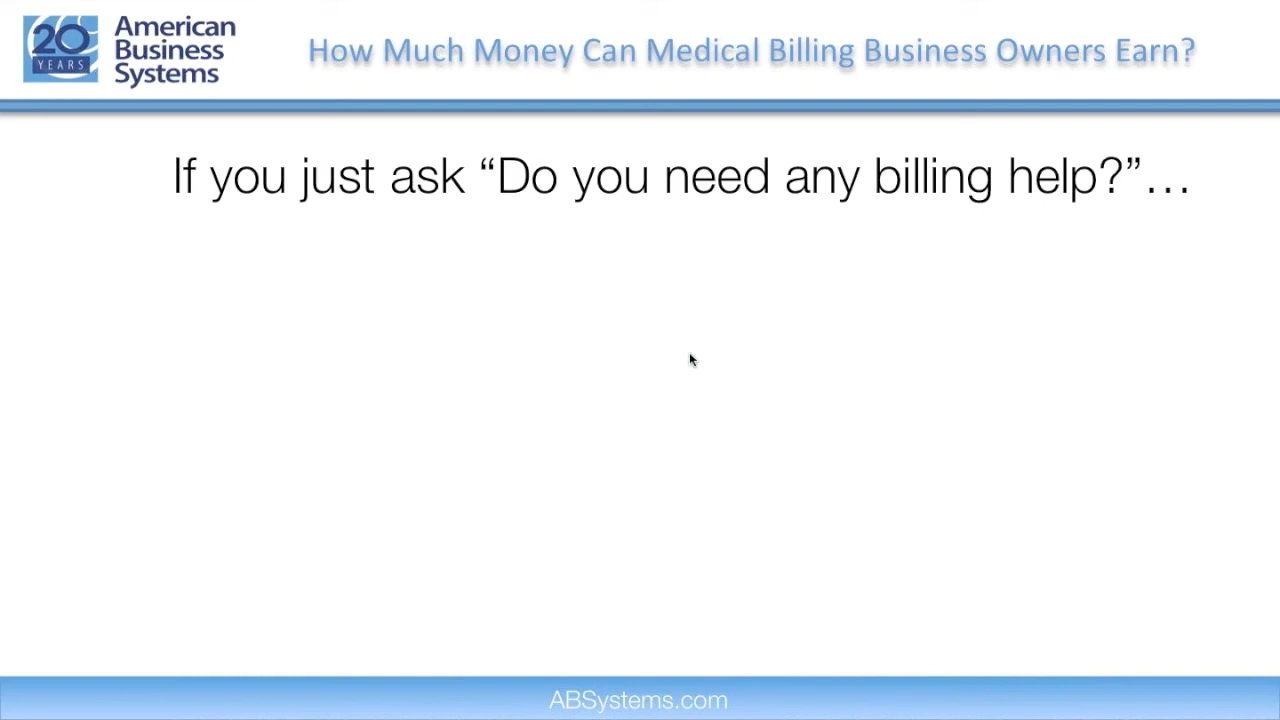 20
YEARS
American
Business
Systems
How Much Money Can Medical Billing Business Owners Earn?
If you just ask “Do you need any billing help?”…
ABSystems.com